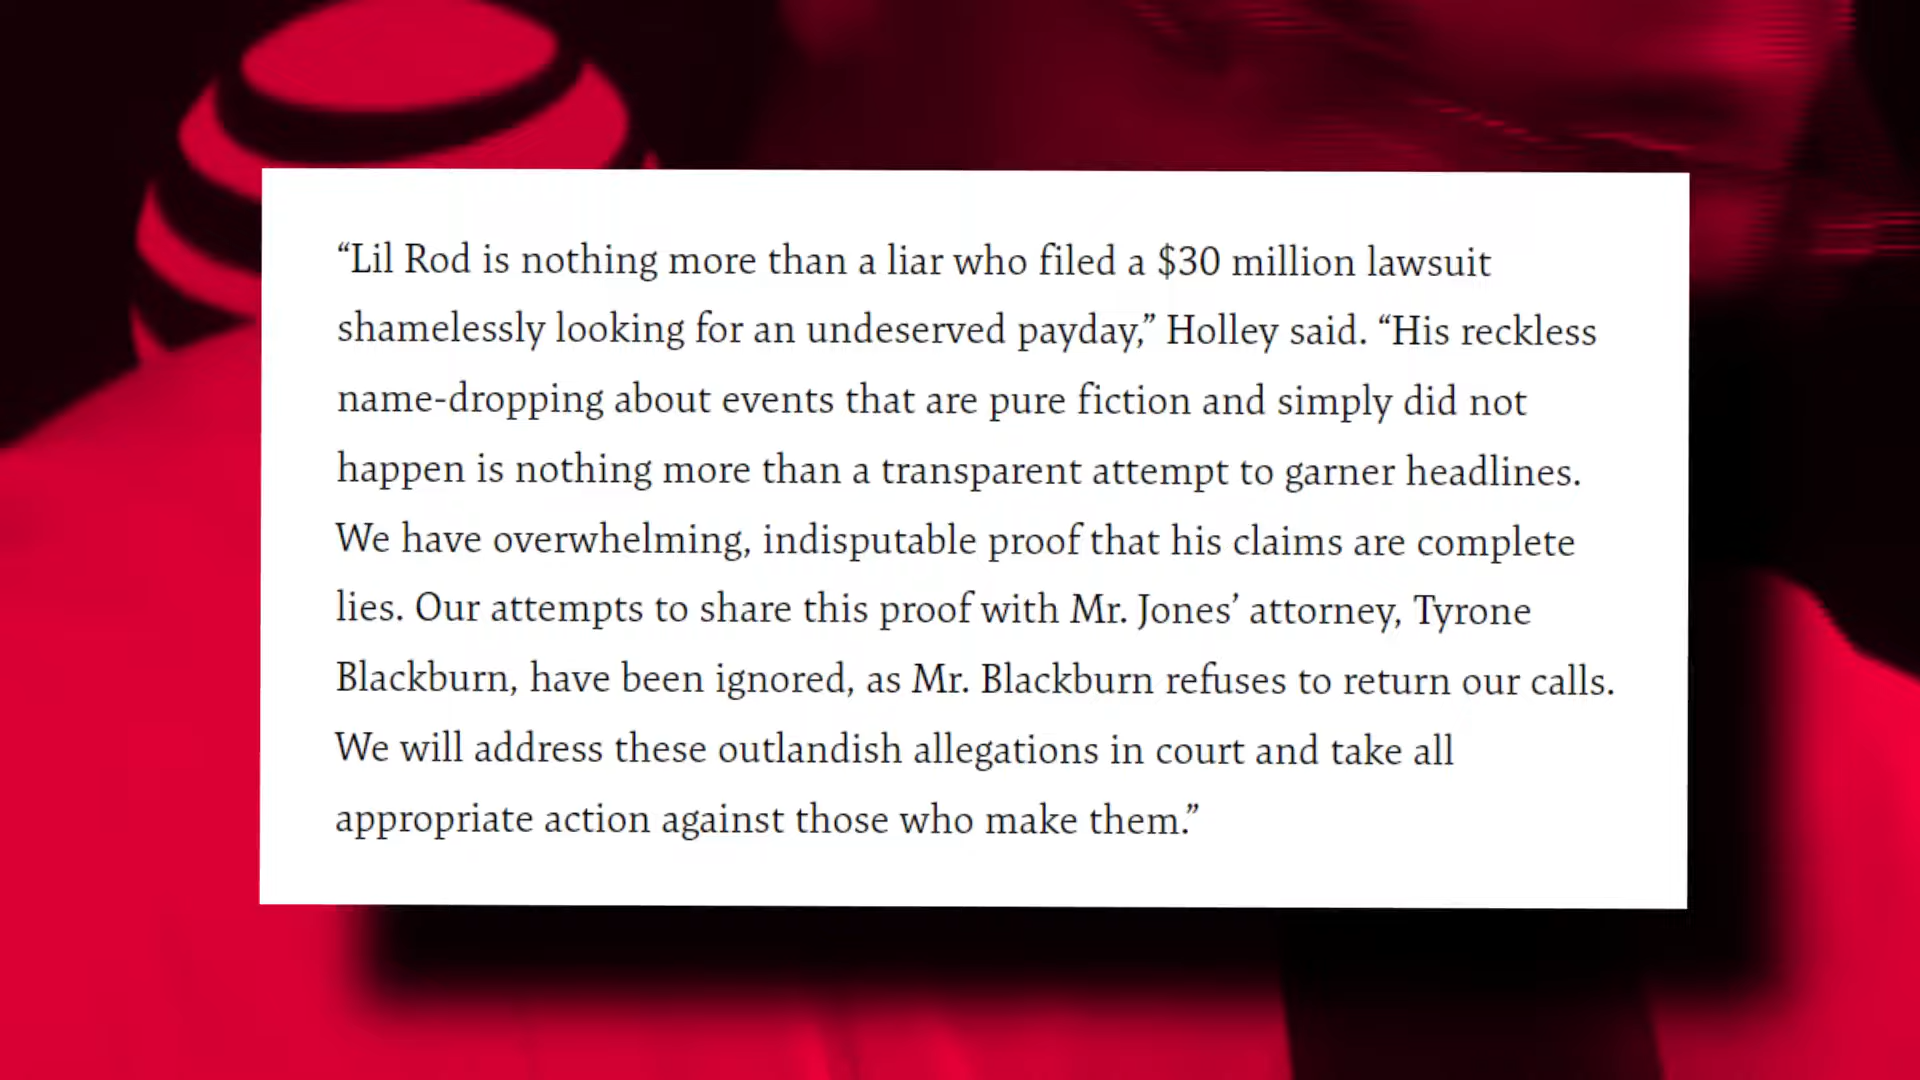 “Lil Rod is nothing more than a liar who filed a $30 million lawsuit
shamelessly looking for an undeserved payday,” Holley said. “His reckless
name-dropping about events that are pure fiction and simply did not
happen is nothing more than a transparent attempt to garner headlines.
We have overwhelming, indisputable proof that his claims are complete
lies. Our attempts to share this proof with Mr. Jones’ attorney, Tyrone
Blackburn, have been ignored, as Mr. Blackburn refuses to return our calls.
We will address these outlandish allegations in court and take all
appropriate action against those who make them.”